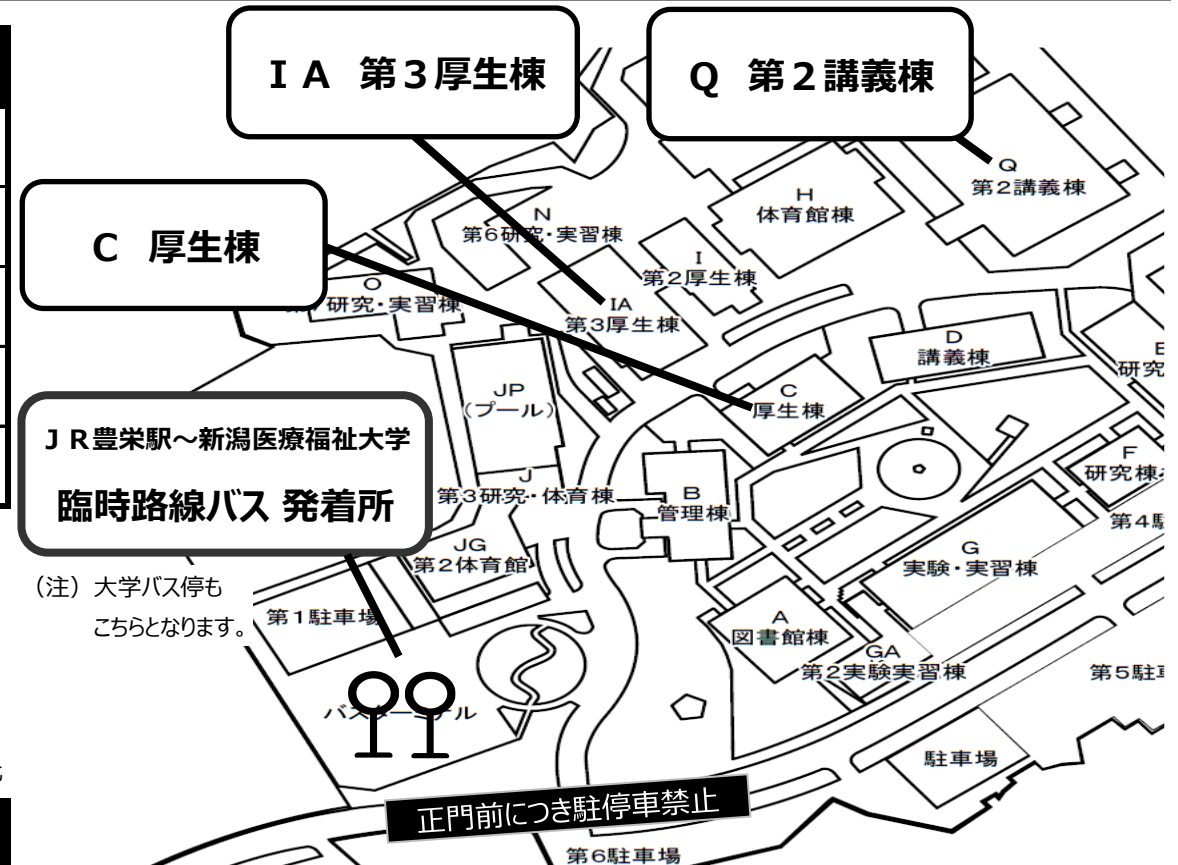 ＩＡ 第３厚生棟
Ｑ 第２講義棟
Ｃ 厚生棟
ＪＲ豊栄駅～新潟医療福祉大学
臨時路線バス 発着所
（注）大学バス停も
こちらとなります。
Q
第2講義棟
H
体育館棟
N
第6研究・実習棟
I
第2厚生棟
O
研究・実習棟
IA
第3厚生棟
D
講義棟
E
研究
JP
(プール)
C
厚生棟
F
研究棟
J
第3研究・体育棟
B
管理棟
第4駐
G
実験・実習棟
JG
第2体育館
第1駐車場
A
図書館棟
GA
第2実験実習棟
第5駐
バスターミナル
駐車場
正門前につき駐停車禁止
第6駐車場